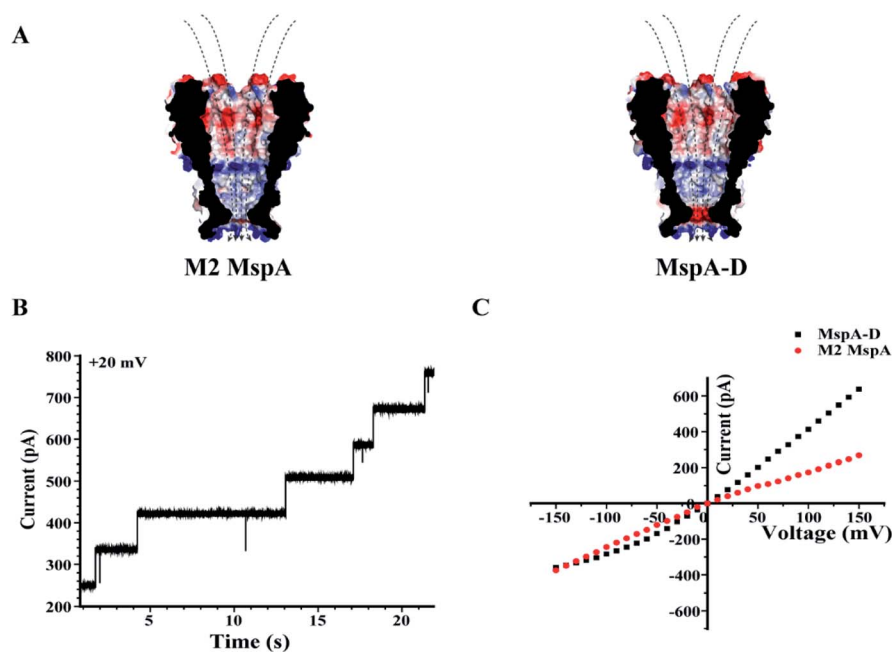 A
M2 MspA
MspA-D
B
+20 mV
800
700
600
500
400
300
200
5
10
15
20
Current (pA)
Time (s)
C
MspA-D
M2 MspA
Current (pA)
600
400
200
0
-200
-400
-600
-150
-100
-50
0
50
100
150
Voltage (mV)